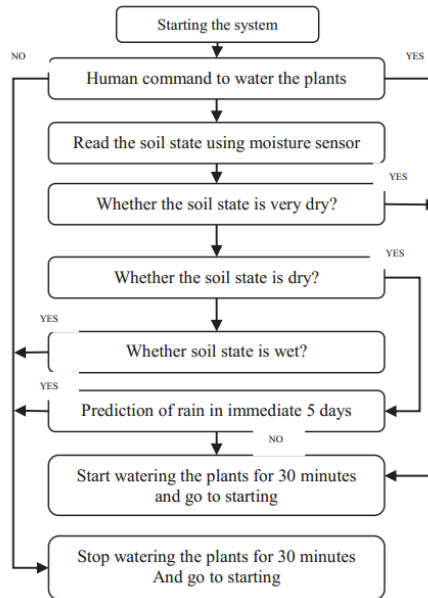 Starting the system
NO
YES
Human command to water the plants
Read the soil state using moisture sensor
YES
Whether the soil state is very dry?
YES
Whether the soil state is dry?
YES
Whether soil state is wet?
YES
Prediction of rain in immediate 5 days
NO
Start watering the plants for 30 minutes
and go to starting
Stop watering the plants for 30 minutes
And go to starting